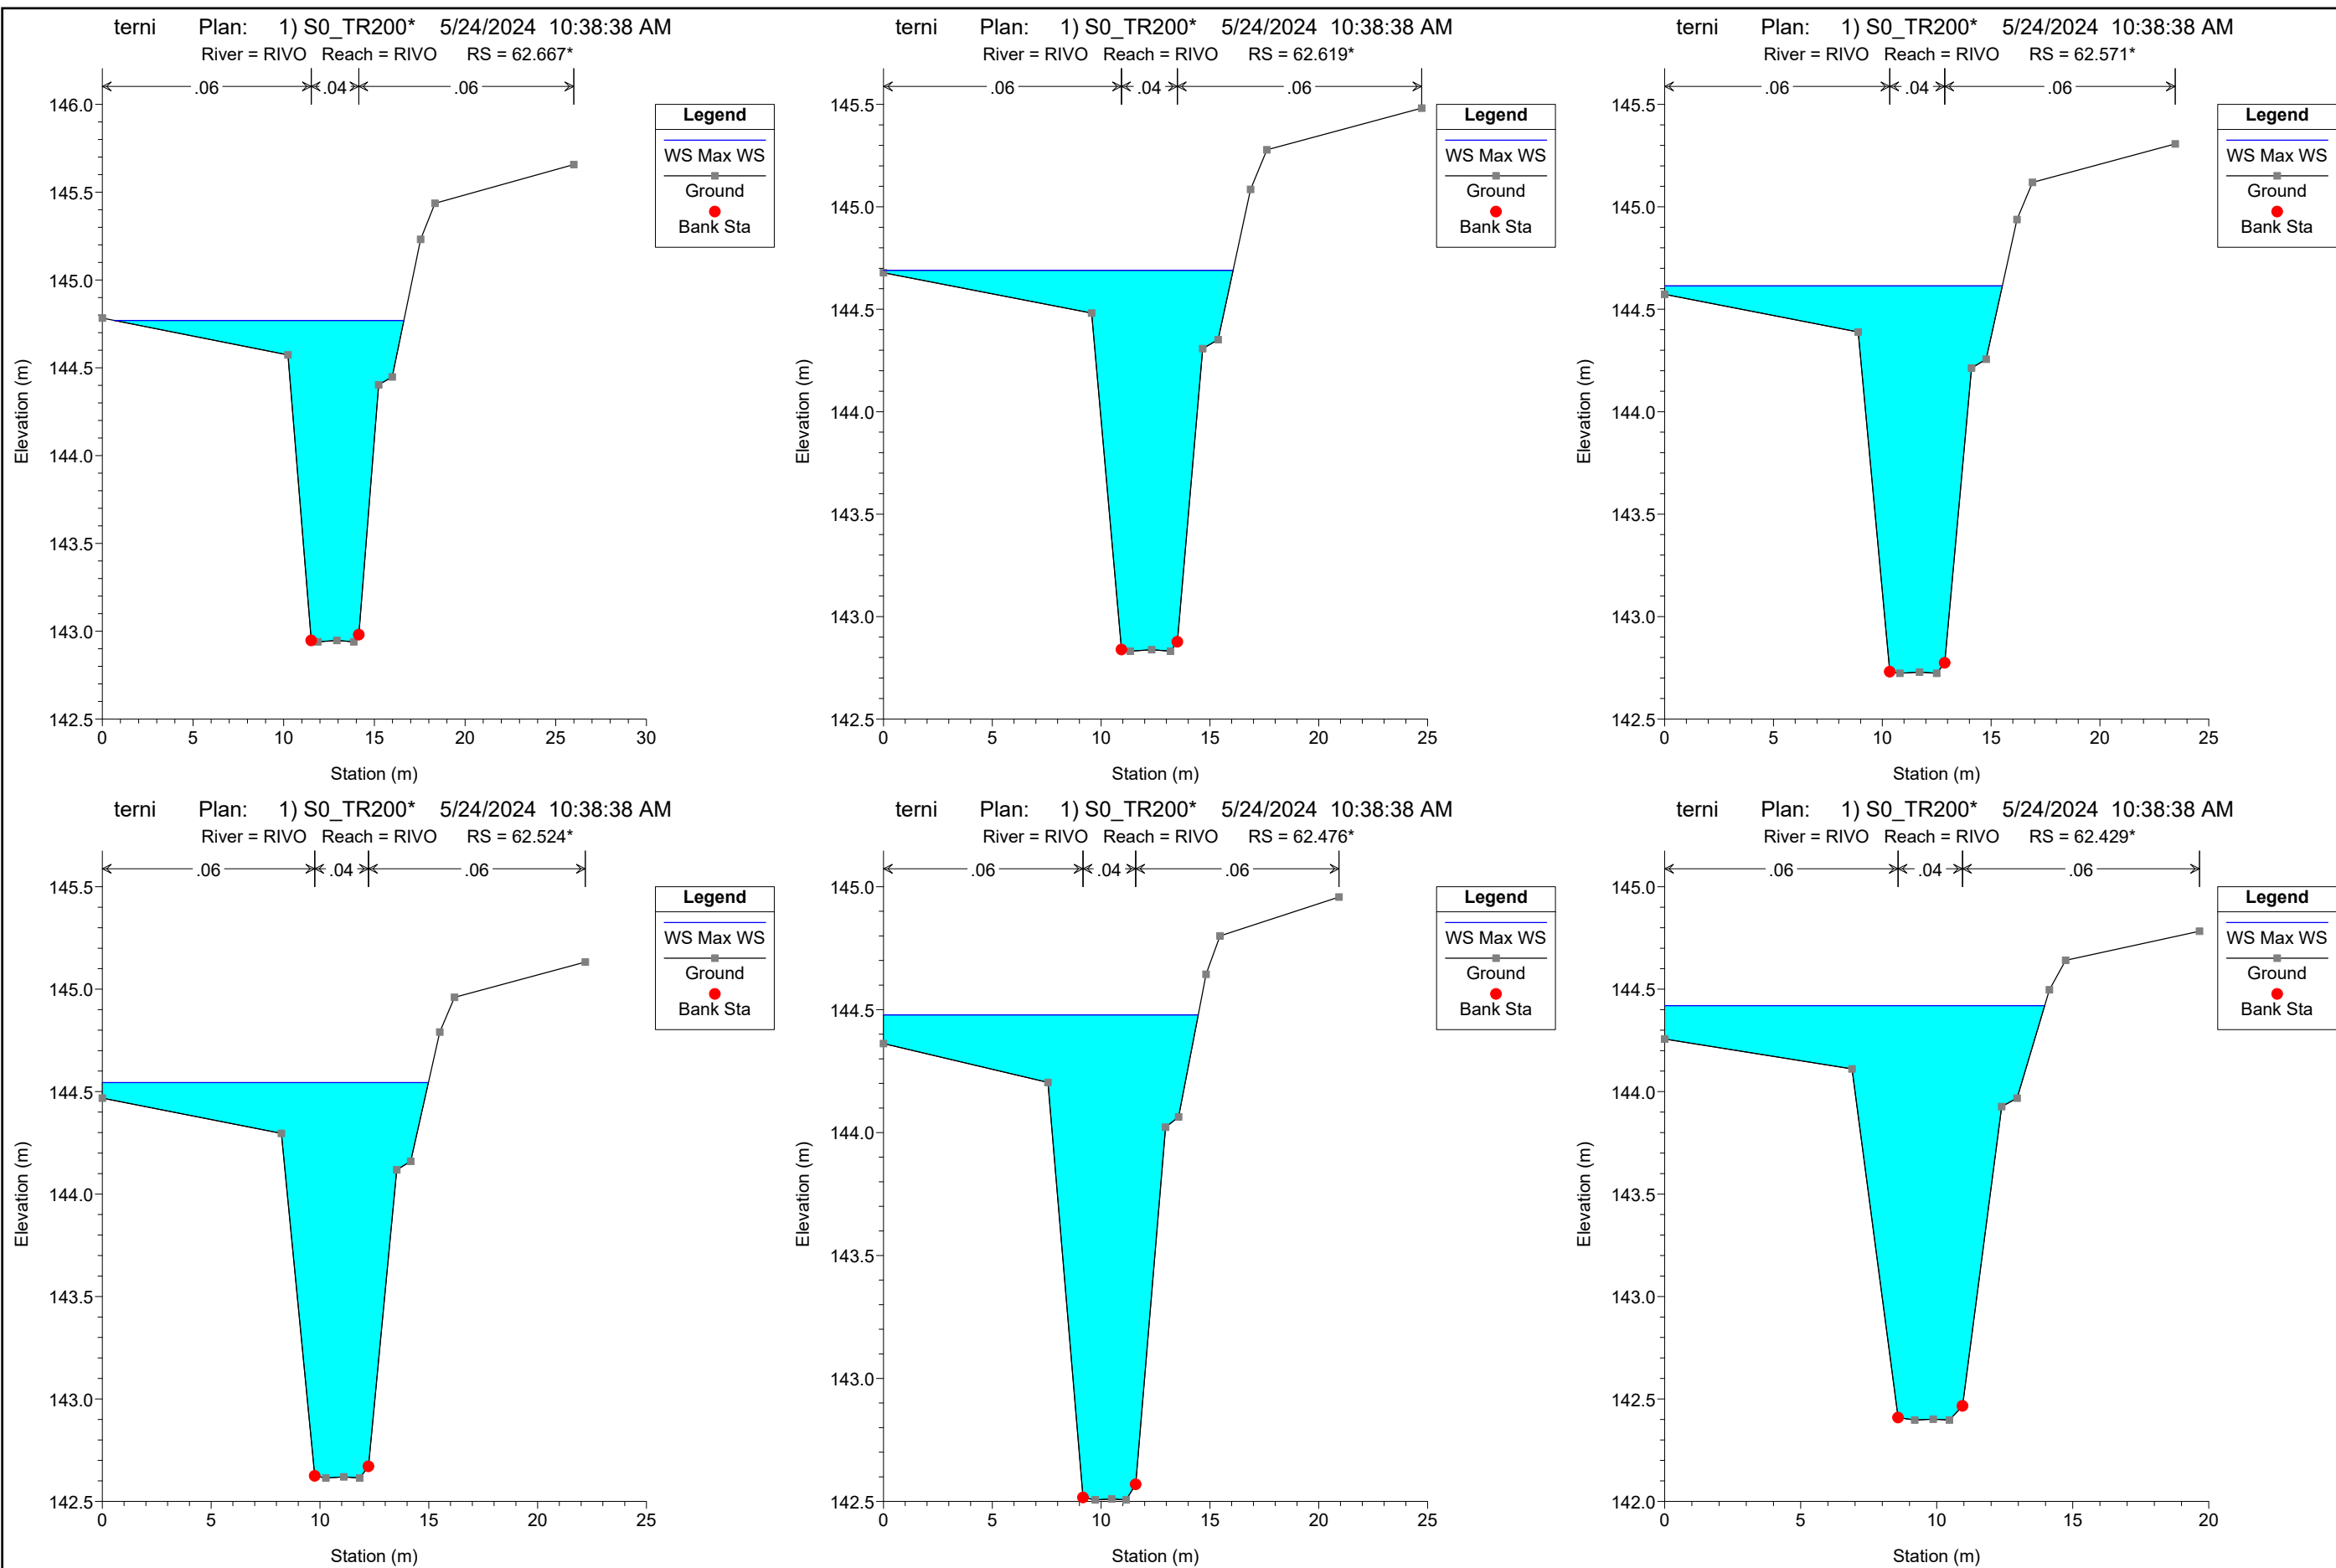 terni Plan: 1) S0_TR200* 5/24/2024 10:38:38 AM
River = RIVO Reach = RIVO RS = 62.667*
.06 .04 .06
146.0
145.5
145.0
144.5
144.0
143.5
143.0
142.5
Elevation (m)
0 5 10 15 20 25 30
Station (m)
Legend
WS Max WS
Ground
Bank Sta
terni Plan: 1) S0_TR200* 5/24/2024 10:38:38 AM
River = RIVO Reach = RIVO RS = 62.619*
.06 .04 .06
145.5
145.0
144.5
144.0
143.5
143.0
142.5
Elevation (m)
0 5 10 15 20 25
Station (m)
Legend
WS Max WS
Ground
Bank Sta
terni Plan: 1) S0_TR200* 5/24/2024 10:38:38 AM
River = RIVO Reach = RIVO RS = 62.571*
.06 .04 .06
145.5
145.0
144.5
144.0
143.5
143.0
142.5
Elevation (m)
0 5 10 15 20 25
Station (m)
Legend
WS Max WS
Ground
Bank Sta
terni Plan: 1) S0_TR200* 5/24/2024 10:38:38 AM
River = RIVO Reach = RIVO RS = 62.524*
.06 .04 .06
145.5
145.0
144.5
144.0
143.5
143.0
142.5
Elevation (m)
0 5 10 15 20 25
Station (m)
Legend
WS Max WS
Ground
Bank Sta
terni Plan: 1) S0_TR200* 5/24/2024 10:38:38 AM
River = RIVO Reach = RIVO RS = 62.476*
.06 .04 .06
145.0
144.5
144.0
143.5
143.0
142.5
Elevation (m)
0 5 10 15 20 25
Station (m)
Legend
WS Max WS
Ground
Bank Sta
terni Plan: 1) S0_TR200* 5/24/2024 10:38:38 AM
River = RIVO Reach = RIVO RS = 62.429*
.06 .04 .06
145.0
144.5
144.0
143.5
143.0
142.5
142.0
Elevation (m)
0 5 10 15 20
Station (m)
Legend
WS Max WS
Ground
Bank Sta